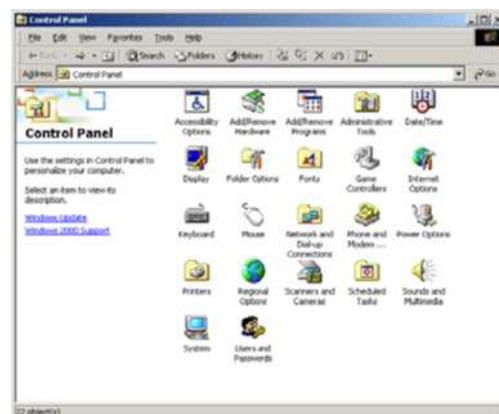 Control Panel
File Edit View Favorites Tools Help
Back Search Folders History
Address Control Panel Go
Control Panel
Use the settings in Control Panel to
personalize your computer.
Select an item to view its
description.
Windows Update
Windows 2000 Support
Accessibility Options
Add/Remove Hardware
Add/Remove Programs
Administrative Tools
Date/Time
Display
Folder Options
Fonts
Game Controllers
Internet Options
Keyboard
Mouse
Network and Dial-up Connections
Phone and Modem ...
Power Options
Printers
Regional Options
Scanners and Cameras
Scheduled Tasks
Sounds and Multimedia
System
Users and Passwords
22 object(s)